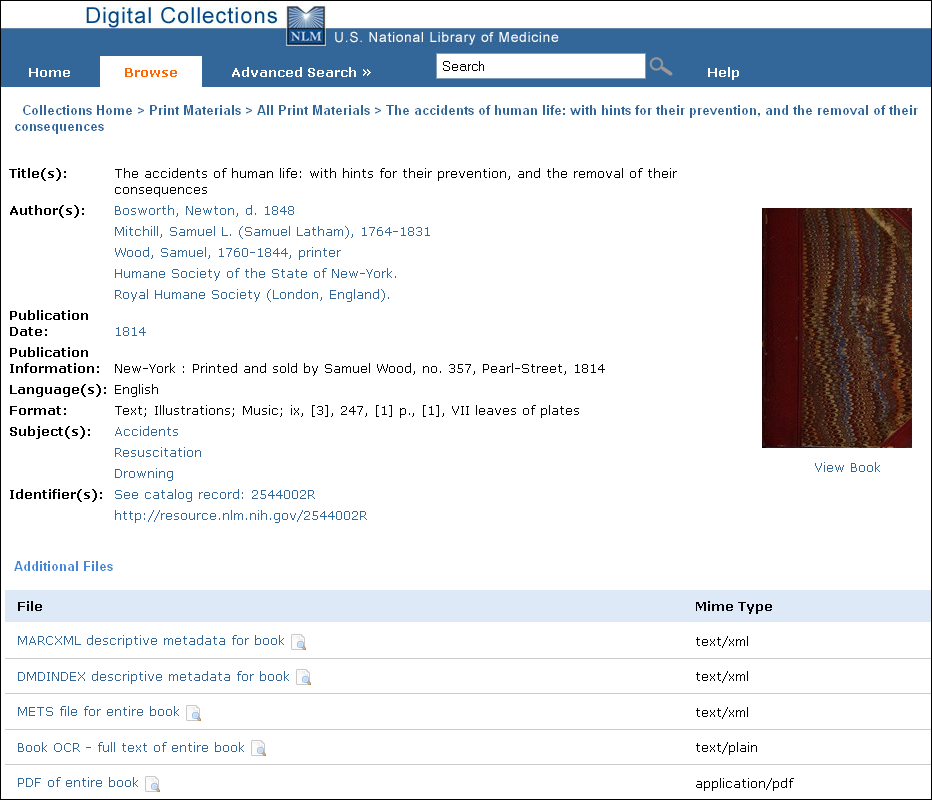 Digital Collections
NLM
U.S. National Library of Medicine
Home
Browse
Advanced Search »
Search
Help
Collections Home > Print Materials > All Print Materials > The accidents of human life: with hints for their prevention, and the removal of their
consequences
Title(s): The accidents of human life: with hints for their prevention, and the removal of their
consequences
Author(s): Bosworth, Newton, d. 1848
Mitchill, Samuel L. (Samuel Latham), 1764-1831
Wood, Samuel, 1760-1844, printer
Humane Society of the State of New-York.
Royal Humane Society (London, England).
Publication
Date: 1814
Publication
Information: New-York : Printed and sold by Samuel Wood, no. 357, Pearl-Street, 1814
Language(s): English
Format: Text; Illustrations; Music; ix, [3], 247, [1] p., [1], VII leaves of plates
Subject(s): Accidents
Resuscitation
Drowning
Identifier(s): See catalog record: 2544002R
http://resource.nlm.nih.gov/2544002R
View Book
Additional Files
File Mime Type
MARCXML descriptive metadata for book text/xml
DMDINDEX descriptive metadata for book text/xml
METS file for entire book text/xml
Book OCR - full text of entire book text/plain
PDF of entire book application/pdf